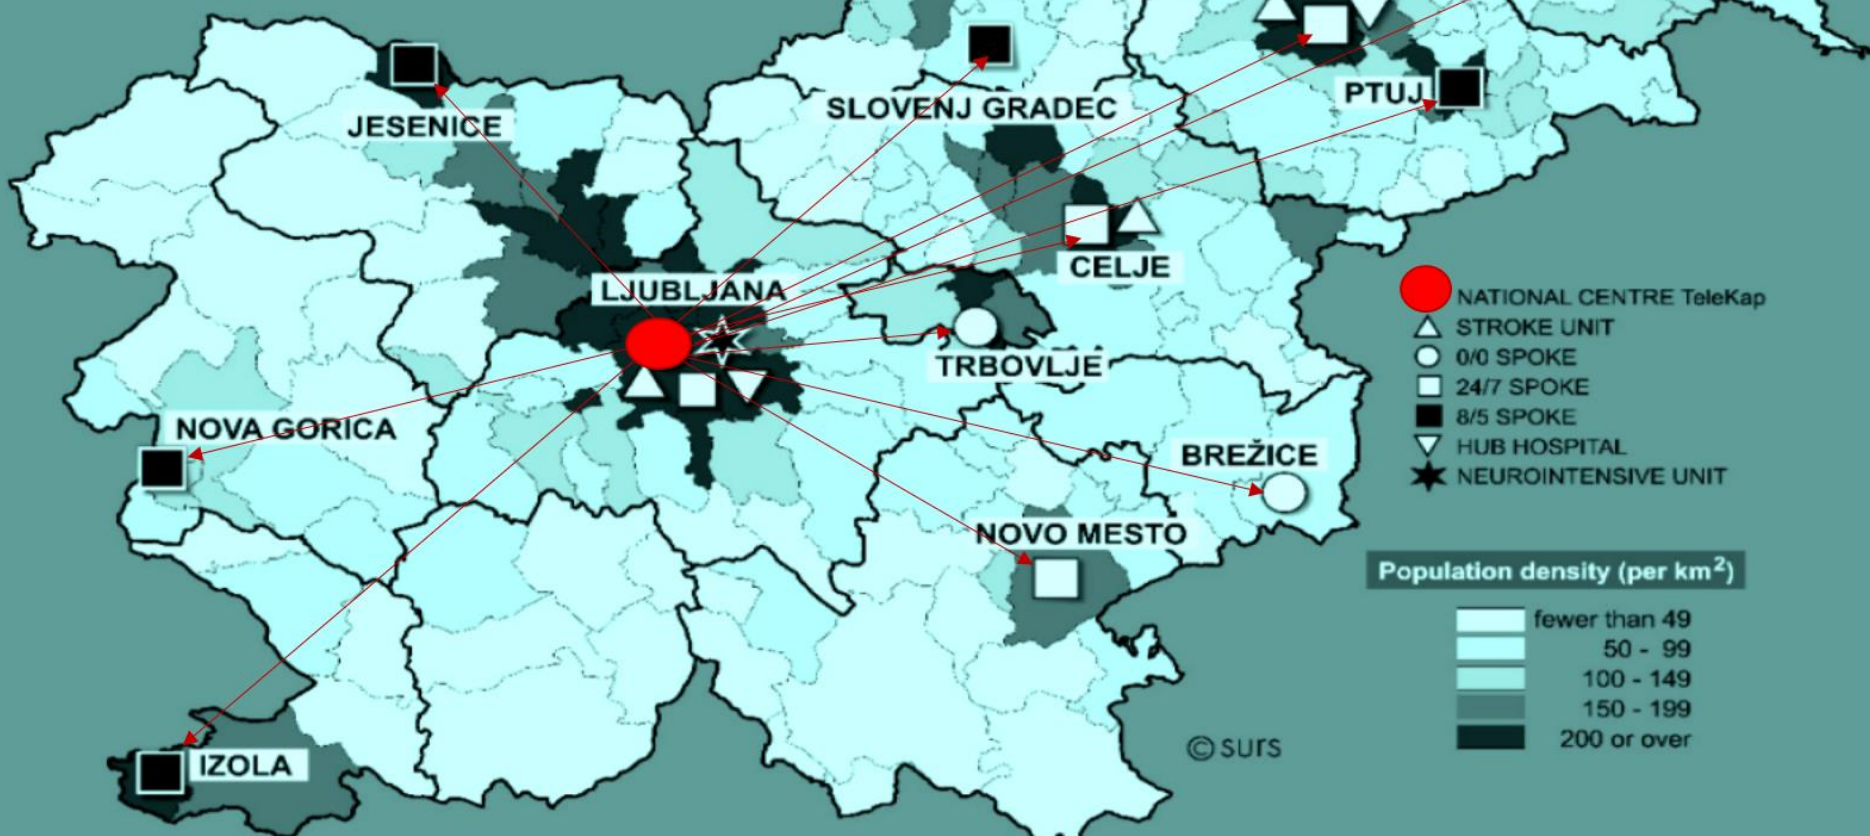 JESENICE
SLOVENJ GRADEC
PTUJ
CELJE
LJUBLJANA
TRBOVLJE
NOVA GORICA
BREŽICE
NOVO MESTO
IZOLA
NATIONAL CENTRE TeleKap
STROKE UNIT
0/0 SPOKE
24/7 SPOKE
8/5 SPOKE
HUB HOSPITAL
NEUROINTENSIVE UNIT
Population density (per km²)
fewer than 49
50 - 99
100 - 149
150 - 199
200 or over
© surs